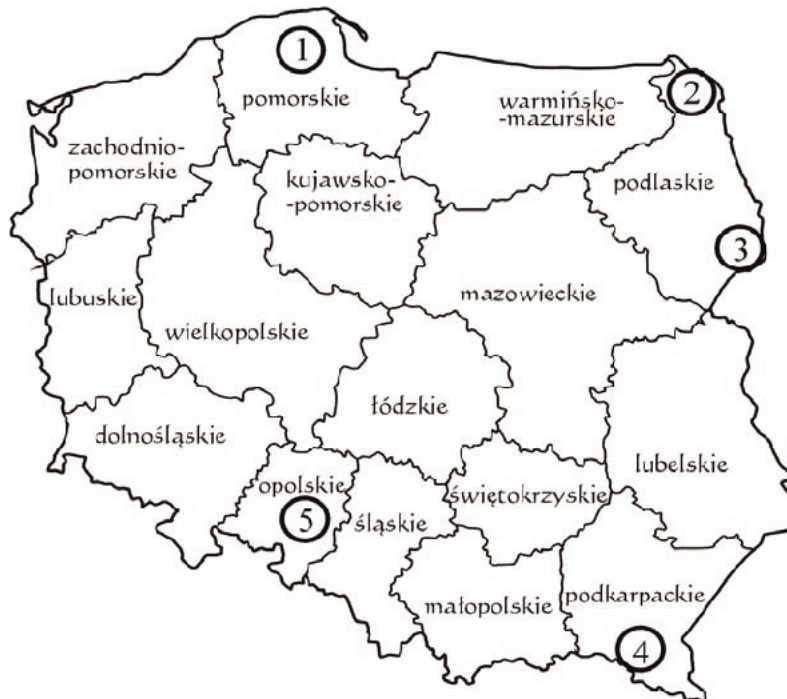 1
pomorskie
warmińsko-
-mazurskie
2
zachodnio-
pomorskie
kujawsko-
-pomorskie
podlaskie
3
lubuskie
wielkopolskie
mazowieckie
łódzkie
dolnośląskie
lubelskie
opolskie
5
śląskie
świętokrzyskie
małopolskie
podkarpackie
4